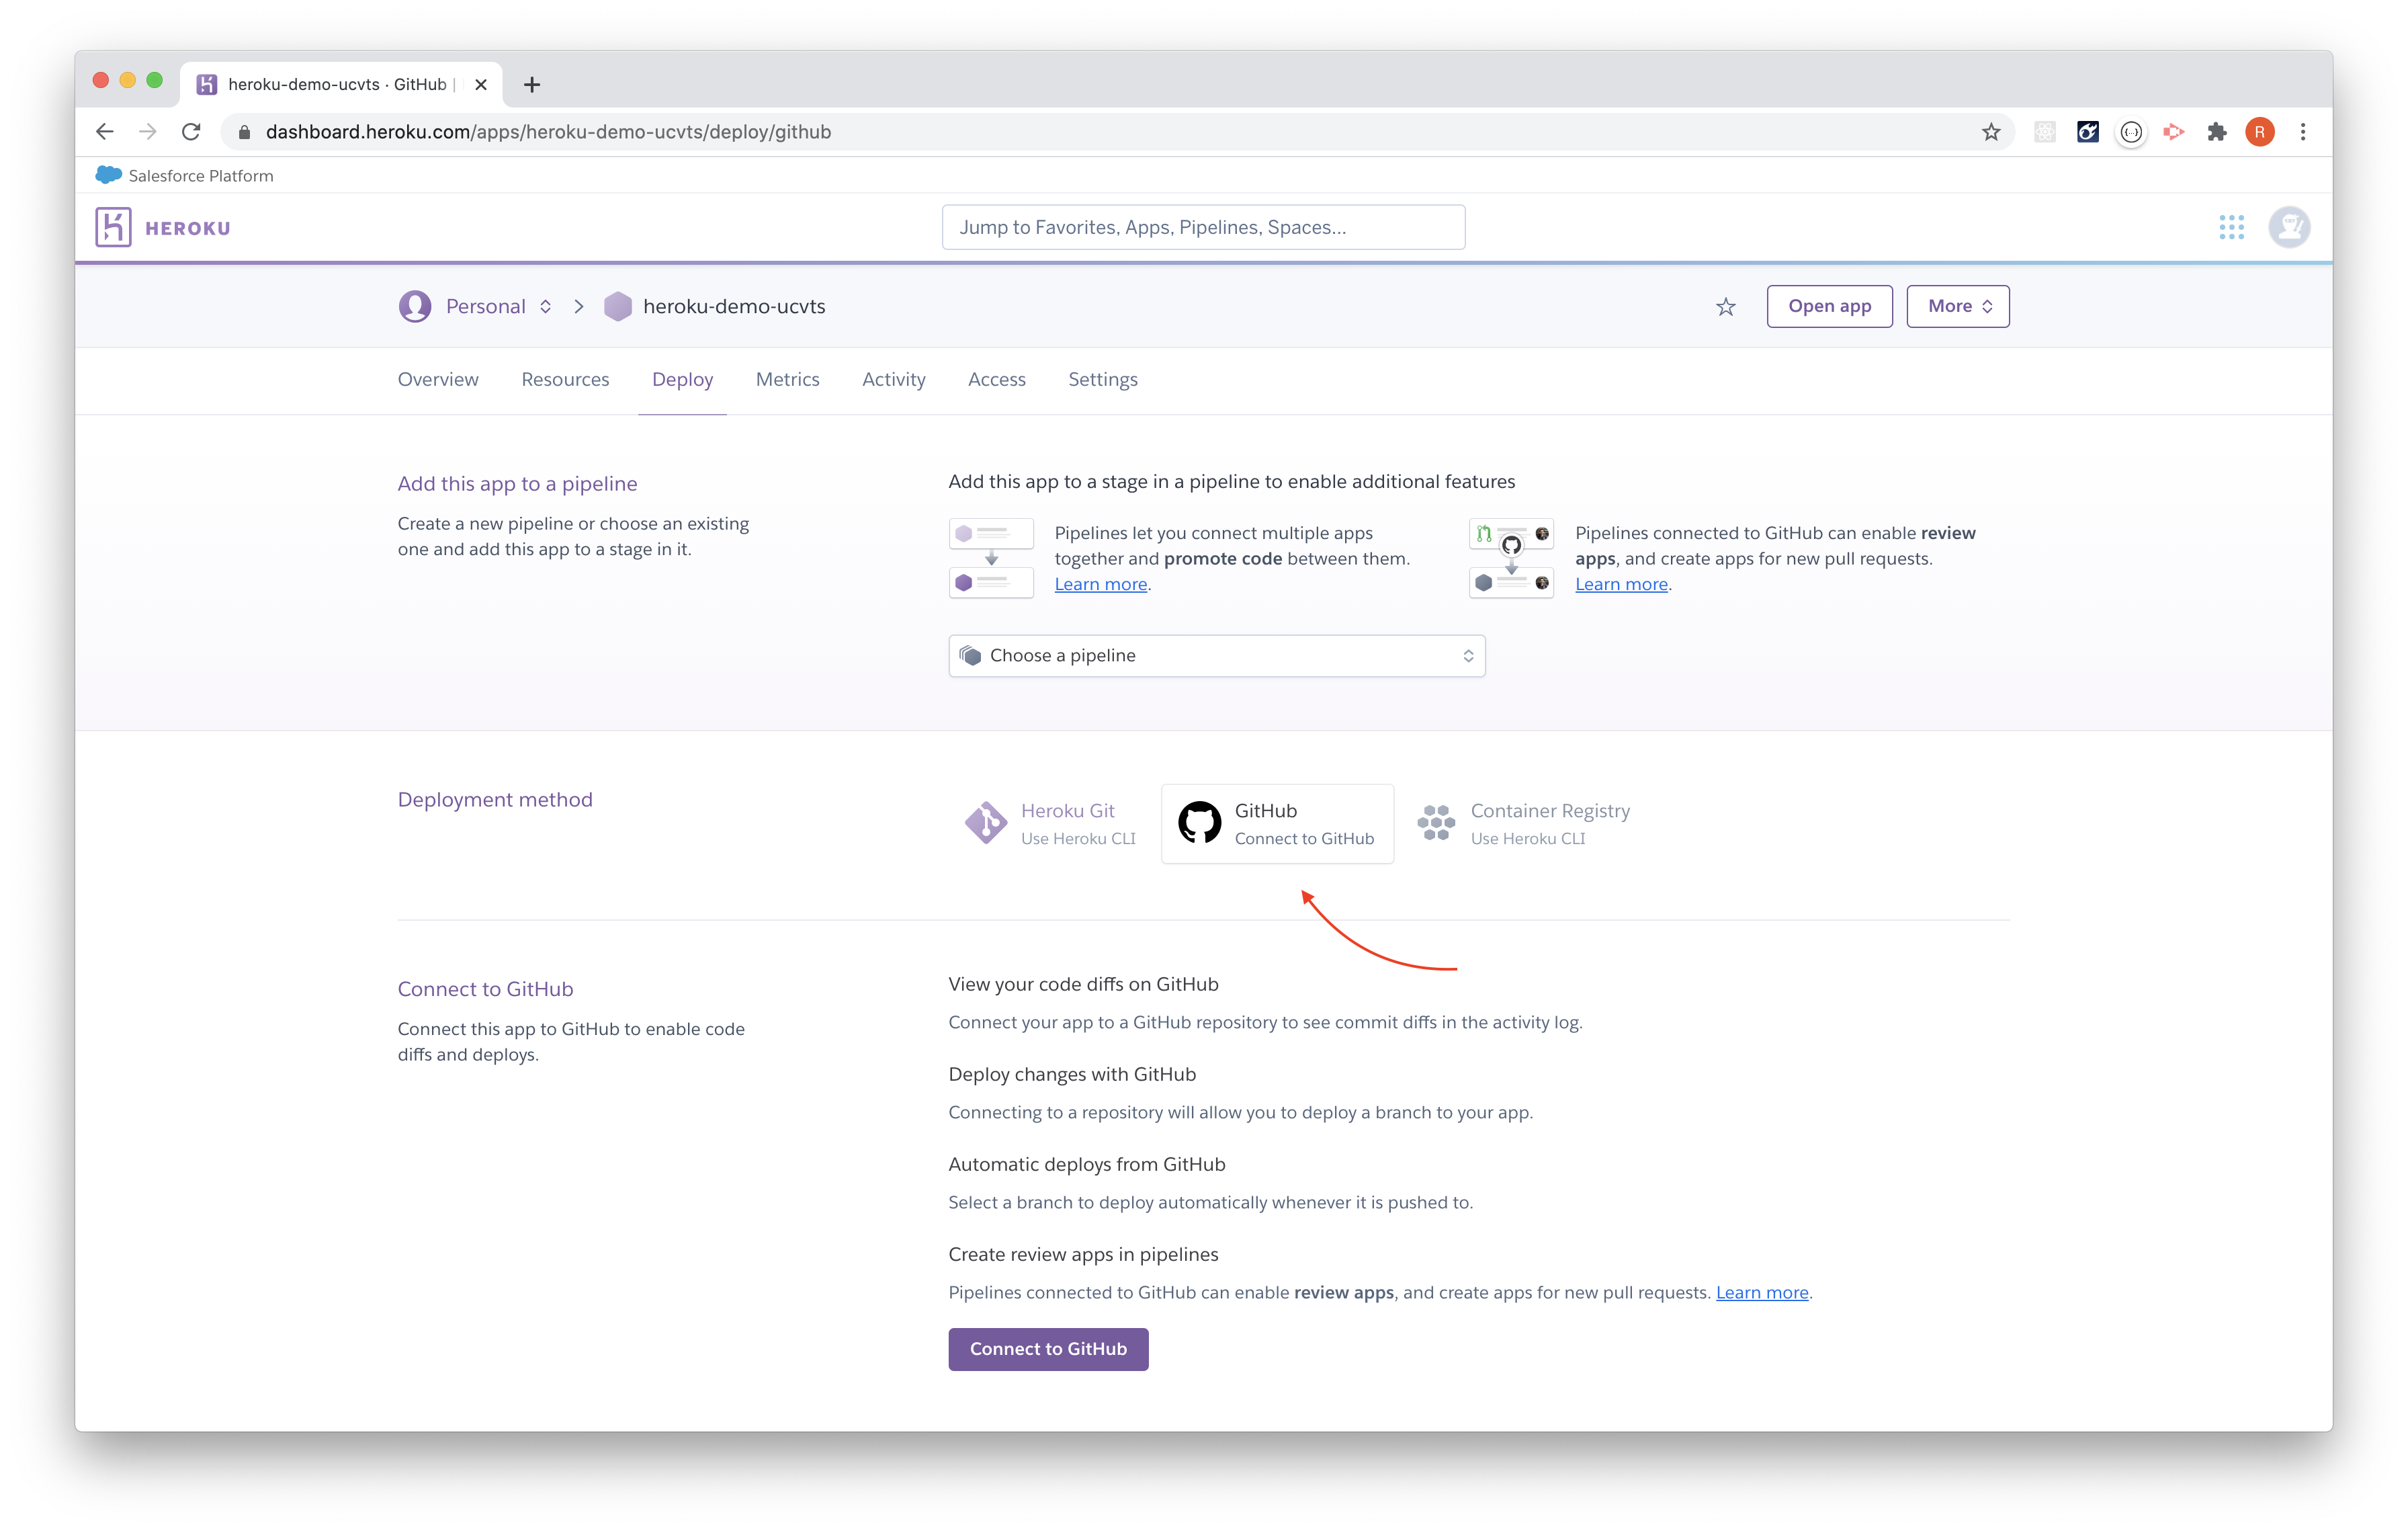 heroku-demo-ucvts · GitHub |
dashboard.heroku.com/apps/heroku-demo-ucvts/deploy/github
R
Salesforce Platform
HEROKU
Jump to Favorites, Apps, Pipelines, Spaces...
Personal
heroku-demo-ucvts
Open app
More
Overview
Resources
Deploy
Metrics
Activity
Access
Settings
Add this app to a pipeline
Create a new pipeline or choose an existing
one and add this app to a stage in it.
Add this app to a stage in a pipeline to enable additional features
Pipelines let you connect multiple apps
together and promote code between them.
Learn more.
Pipelines connected to GitHub can enable review
apps, and create apps for new pull requests.
Learn more.
Choose a pipeline
Deployment method
Heroku Git
Use Heroku CLI
GitHub
Connect to GitHub
Container Registry
Use Heroku CLI
Connect to GitHub
Connect this app to GitHub to enable code
diffs and deploys.
View your code diffs on GitHub
Connect your app to a GitHub repository to see commit diffs in the activity log.
Deploy changes with GitHub
Connecting to a repository will allow you to deploy a branch to your app.
Automatic deploys from GitHub
Select a branch to deploy automatically whenever it is pushed to.
Create review apps in pipelines
Pipelines connected to GitHub can enable review apps, and create apps for new pull requests. Learn more.
Connect to GitHub